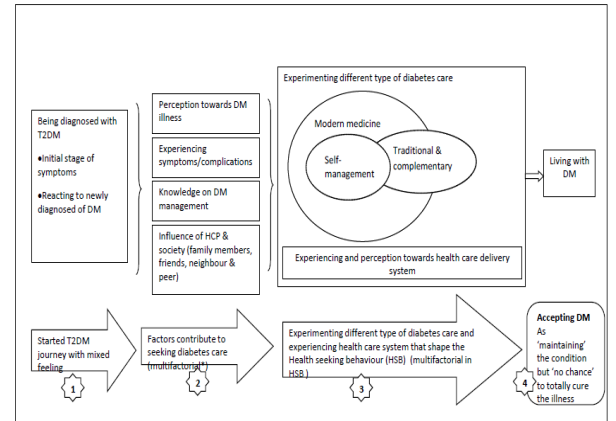 Being diagnosed with
T2DM
●Initial stage of
symptoms
●Reacting to newly
diagnosed of DM
Perception towards DM
illness
Experiencing
symptoms/complications
Knowledge on DM
management
Influence of HCP &
society (family members,
friends, neighbour &
peer)
Experimenting different type of diabetes care
Modern medicine
Self-
management
Traditional &
complementary
Experiencing and perception towards health care delivery
system
Living with
DM
Started T2DM
journey with mixed
feeling
1
Factors contribute to
seeking diabetes care
(multifactorial*)
2
Experimenting different type of diabetes care and
experiencing health care system that shape the
Health seeking behaviour (HSB) (multifactorial in
HSB )
3
4
Accepting DM
As
'maintaining'
the condition
but 'no chance'
to totally cure
the illness